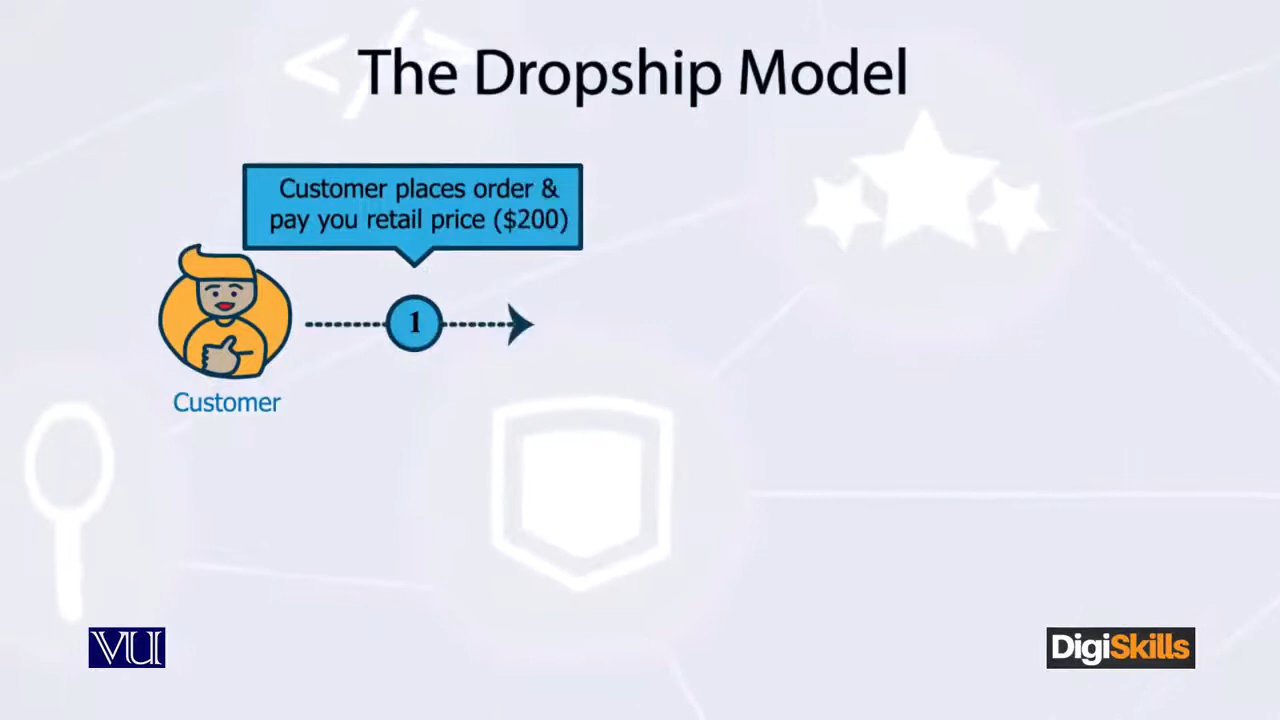 The Dropship Model
Customer places order &
pay you retail price ($200)
1
Customer
VU
DigiSkills